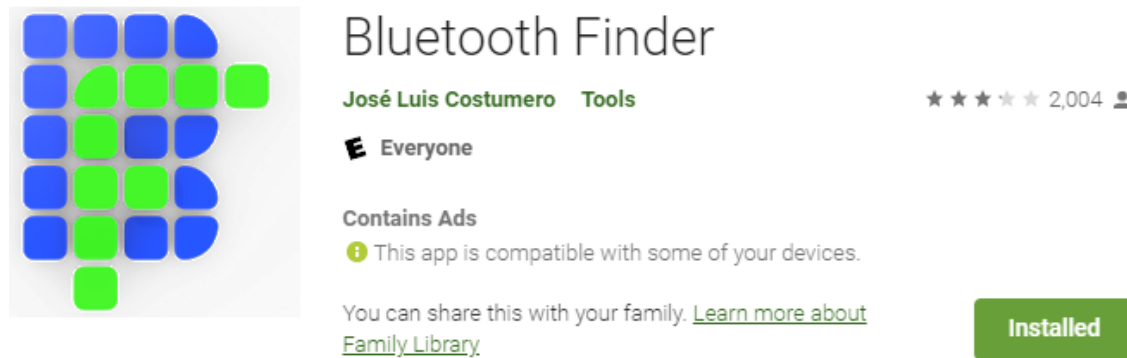 Bluetooth Finder
José Luis Costumero Tools
2,004
Everyone
Contains Ads
This app is compatible with some of your devices.
You can share this with your family. Learn more about
Family Library
Installed